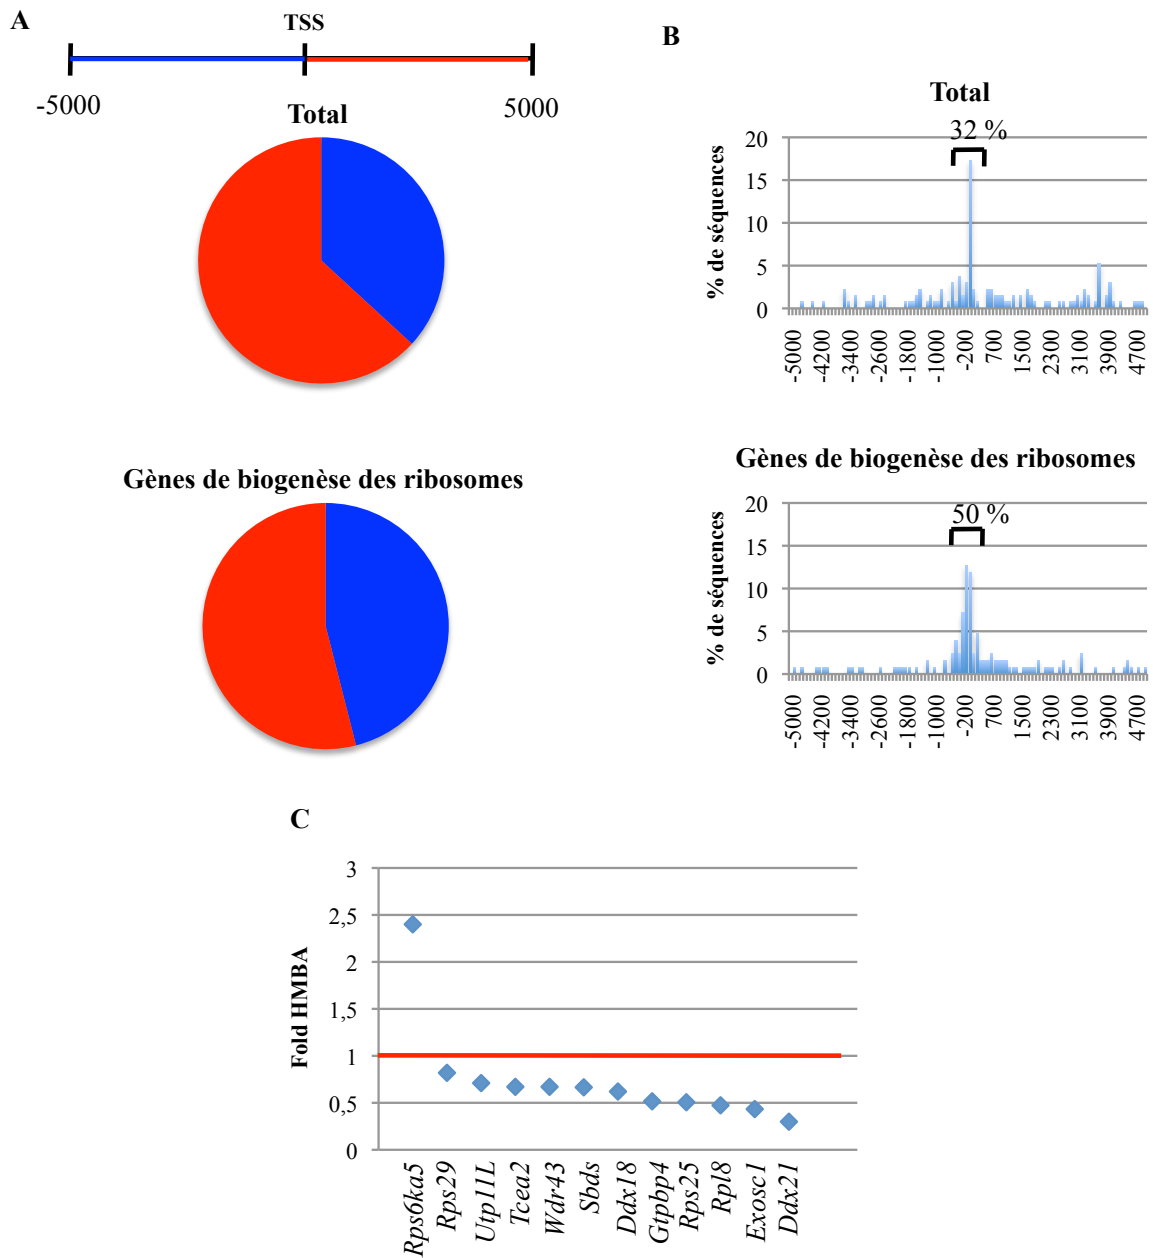 A
TSS
-5000
5000
Total
Gènes de biogenèse des ribosomes
B
Total
32 %
% de séquences
20
15
10
5
0
-5000
-4200
-3400
-2600
-1800
-1000
-200
700
1500
2300
3100
3900
4700
Gènes de biogenèse des ribosomes
50 %
% de séquences
20
15
10
5
0
-5000
-4200
-3400
-2600
-1800
-1000
-200
700
1500
2300
3100
3900
4700
C
Fold HMBA
3
2,5
2
1,5
1
0,5
0
Rps6ka5
Rps29
Utp11L
Tcea2
Wdr43
Sbds
Ddx18
Gtpbp4
Rps25
Rpl8
Exosc1
Ddx21